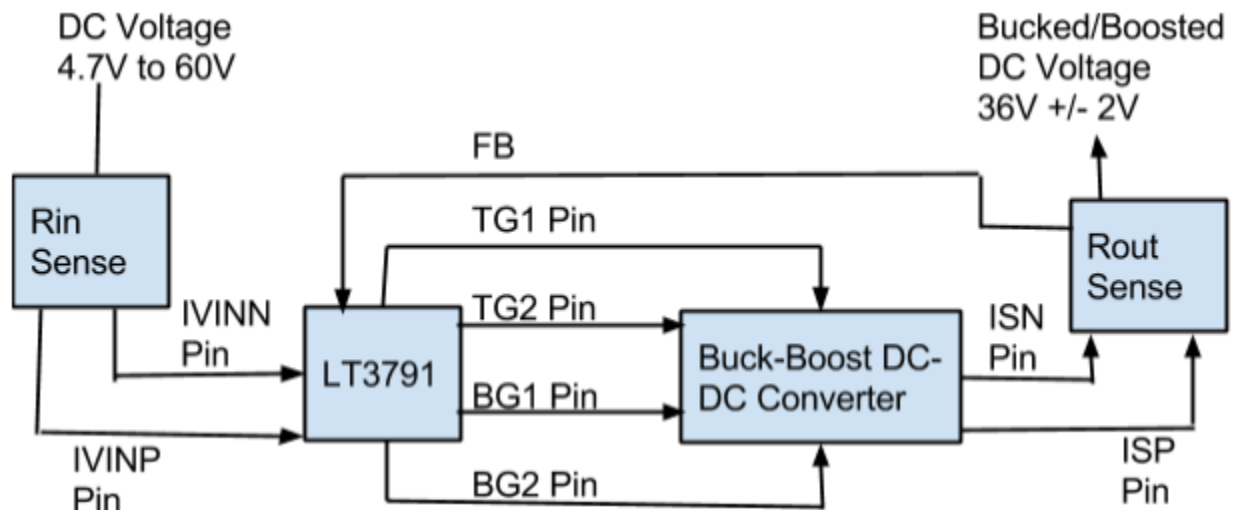 DC Voltage
4.7V to 60V
Bucked/Boosted
DC Voltage
36V +/- 2V
FB
TG1 Pin
Rin
Sense
Rout
Sense
IVINN
Pin
TG2 Pin
ISN
Pin
LT3791
Buck-Boost DC-
DC Converter
BG1 Pin
IVINP
Pin
BG2 Pin
ISP
Pin